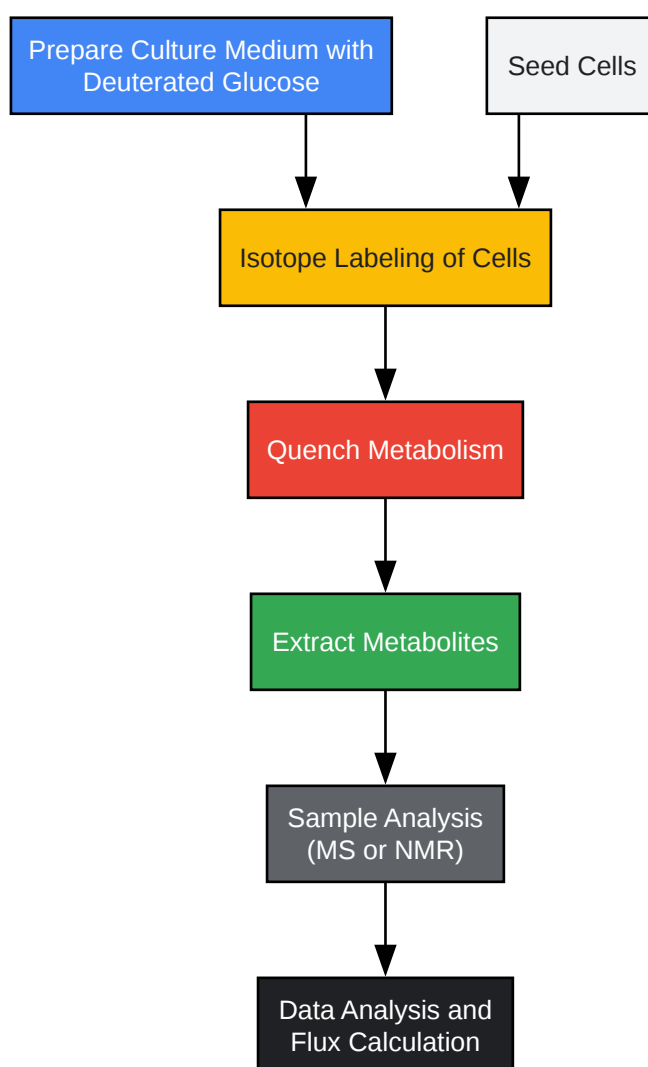 Prepare Culture Medium with
Deuterated Glucose
Seed Cells
Isotope Labeling of Cells
Quench Metabolism
Extract Metabolites
Sample Analysis
(MS or NMR)
Data Analysis and
Flux Calculation